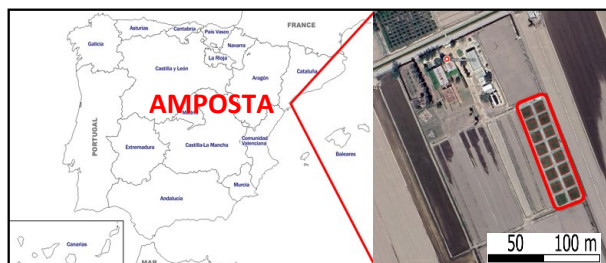 FRANCE
Asturias
Cantabria
País Vasco
Galicia
Navarra
La Rioja
Castilla y León
Aragón
Cataluña
AMPOSTA
PORTUGAL
Comunidad
Valenciana
Extremadura
Castilla-La Mancha
Baleares
Murcia
Andalucía
Canarias
50 100 m